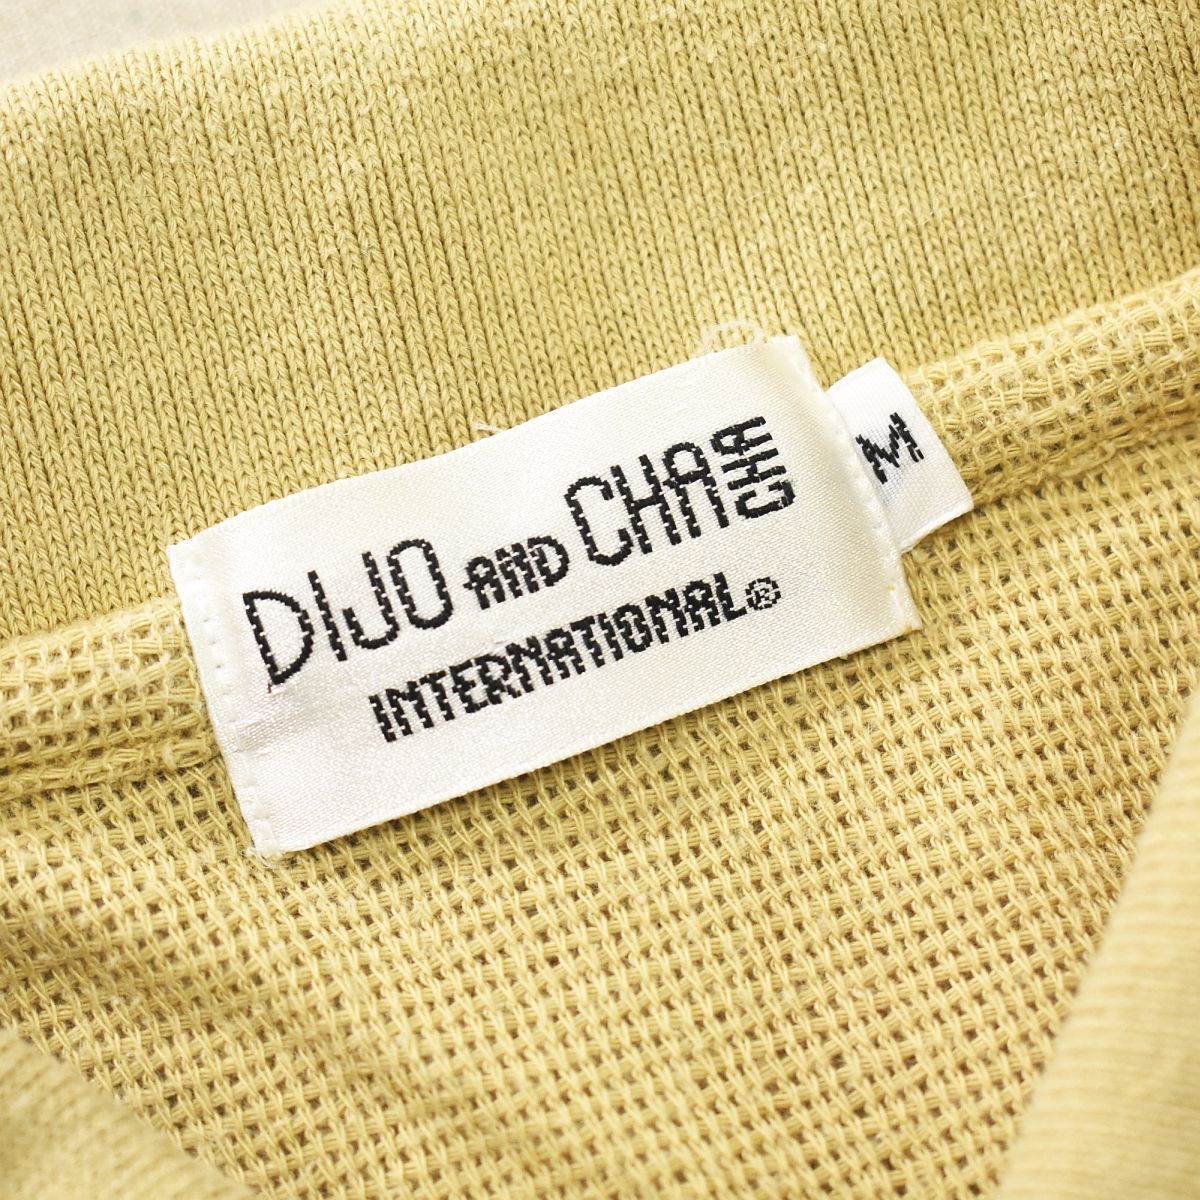 DIJO AND CHA CHA
INTERNATIONAL®
M